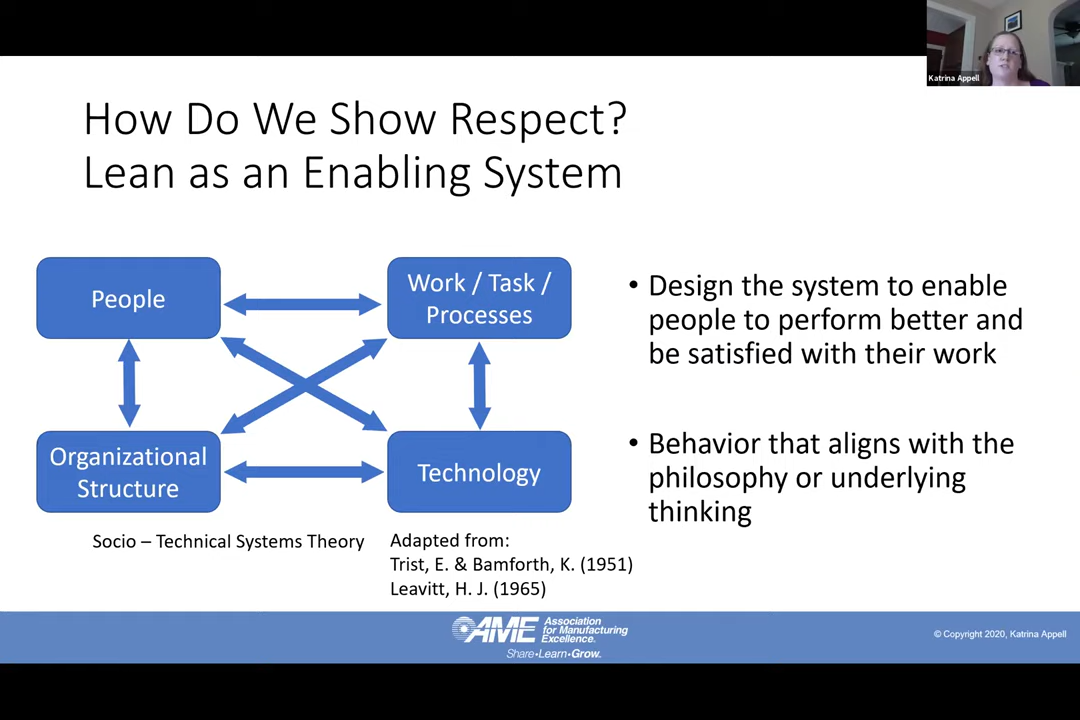 Katrina Appell
How Do We Show Respect?
Lean as an Enabling System
People
Work / Task /
Processes
Organizational
Structure
Technology
• Design the system to enable
people to perform better and
be satisfied with their work
• Behavior that aligns with the
philosophy or underlying
thinking
Socio – Technical Systems Theory
Adapted from:
Trist, E. & Bamforth, K. (1951)
Leavitt, H. J. (1965)
AME Association
for Manufacturing
Excellence.
Share•Learn•Grow.
© Copyright 2020, Katrina Appell